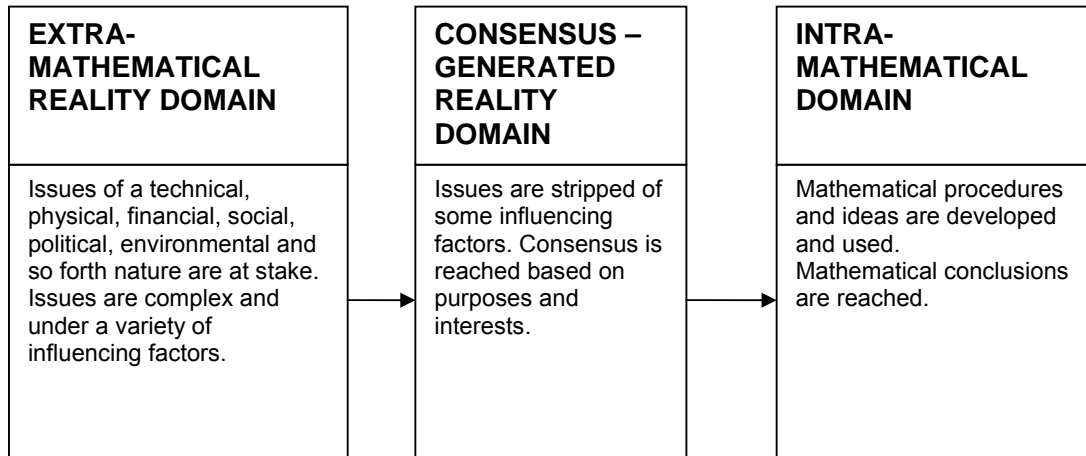 EXTRA-
MATHEMATICAL
REALITY DOMAIN
Issues of a technical,
physical, financial, social,
political, environmental and
so forth nature are at stake.
Issues are complex and
under a variety of
influencing factors.
CONSENSUS –
GENERATED
REALITY
DOMAIN
Issues are stripped of
some influencing
factors. Consensus is
reached based on
purposes and
interests.
INTRA-
MATHEMATICAL
DOMAIN
Mathematical procedures
and ideas are developed
and used.
Mathematical conclusions
are reached.